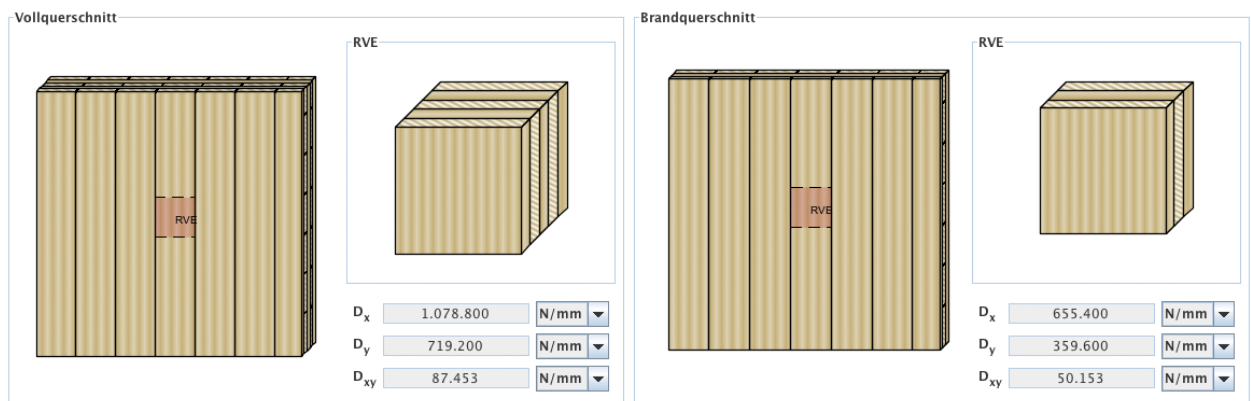 Vollquerschnitt
RVE
RVE
Dx 1.078.800 N/mm
Dy 719.200 N/mm
Dxy 87.453 N/mm
Brandquerschnitt
RVE
RVE
Dx 655.400 N/mm
Dy 359.600 N/mm
Dxy 50.153 N/mm